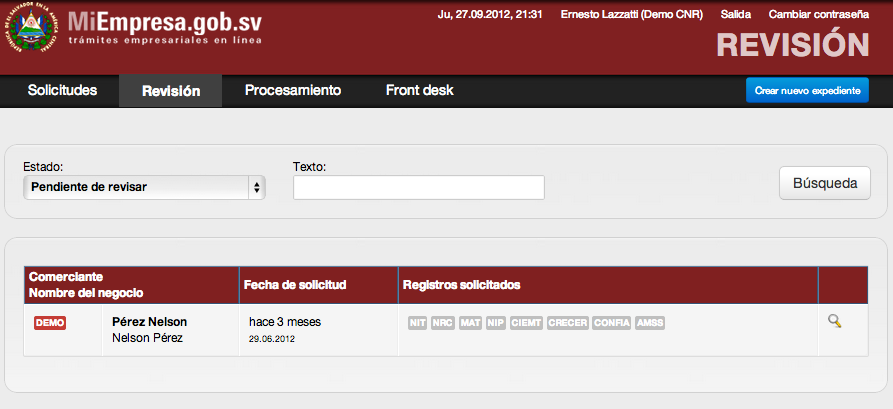 MiEmpresa.gob.sv
trámites empresariales en línea
Ju, 27.09.2012, 21:31 Ernesto Lazzatti (Demo CNR) Salida Cambiar contraseña
REVISIÓN
Solicitudes Revisión Procesamiento Front desk Crear nuevo expediente
Estado: Texto:
Pendiente de revisar Búsqueda
Comerciante
Nombre del negocio Fecha de solicitud Registros solicitados
DEMO Pérez Nelson hace 3 meses NIT NRC MAT NIP CIEMT CRECER CONFIA AMSS
Nelson Pérez 29.06.2012